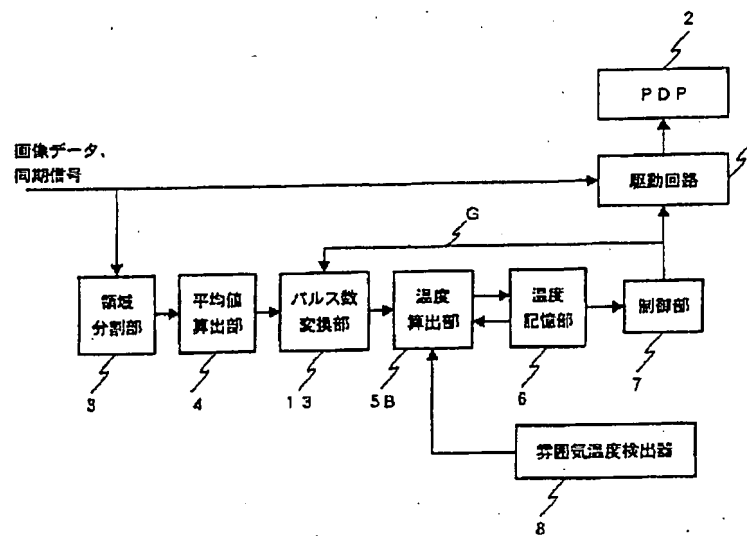 2
PDP
画像データ、
同期信号
駆動回路
G
領域
分割部
平均値
算出部
パルス数
変換部
温度
算出部
温度
記憶部
制御部
3
4
13
5B
6
7
雰囲気温度検出器
8